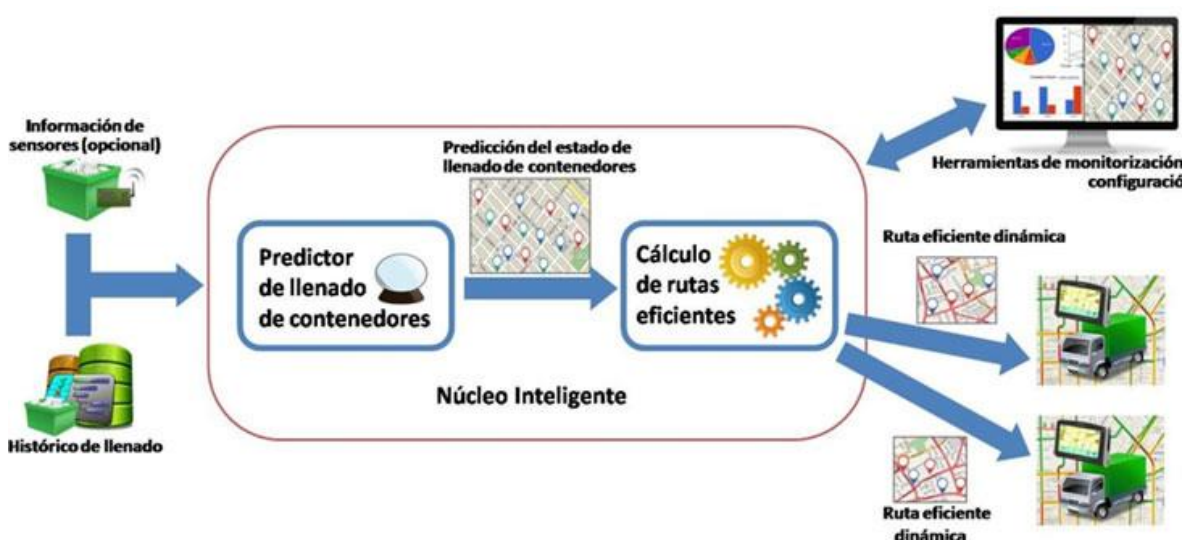 Información de
sensores (opcional)
Histórico de llenado
Predicción del estado de
llenado de contenedores
Predictor
de llenado
de contenedores
Cálculo
de rutas
eficientes
Núcleo Inteligente
Herramientas de monitorización
configuració
Ruta eficiente dinámica
Ruta eficiente
dinámica